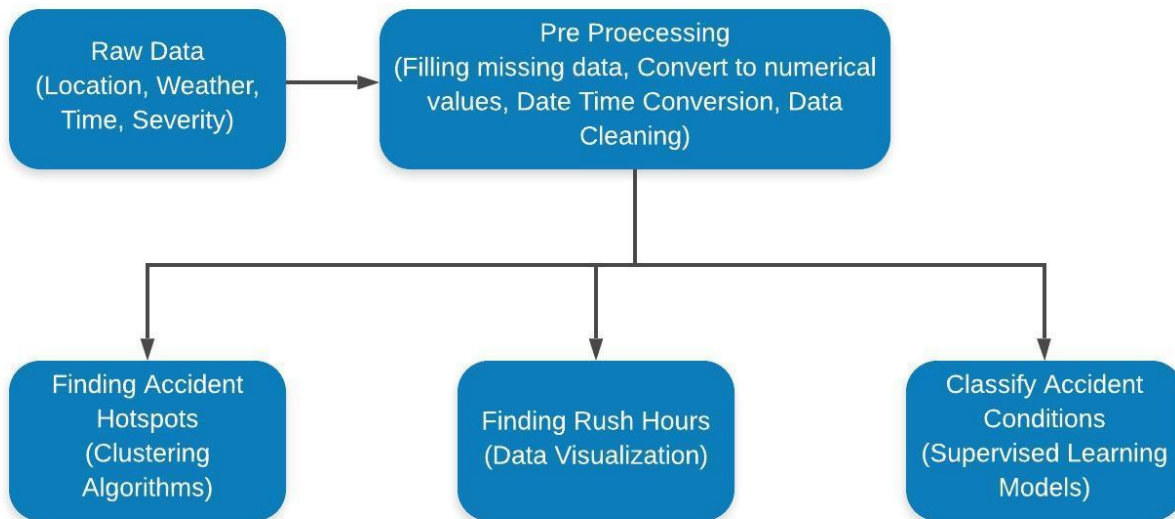 Raw Data
(Location, Weather,
Time, Severity)
Pre Proecessing
(Filling missing data, Convert to numerical
values, Date Time Conversion, Data
Cleaning)
Finding Accident
Hotspots
(Clustering
Algorithms)
Finding Rush Hours
(Data Visualization)
Classify Accident
Conditions
(Supervised Learning
Models)